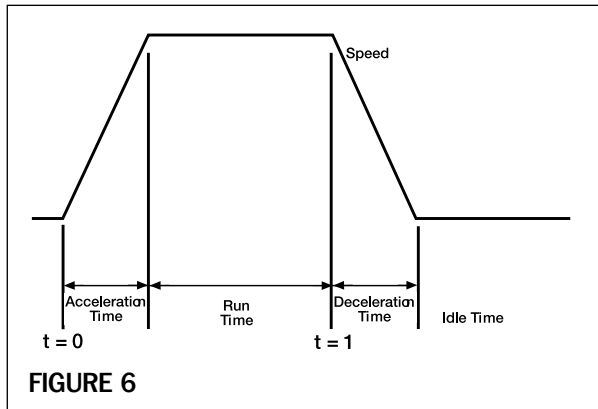 Speed
Acceleration
Time
Run
Time
Deceleration
Time
Idle Time
t = 0
t = 1
FIGURE 6